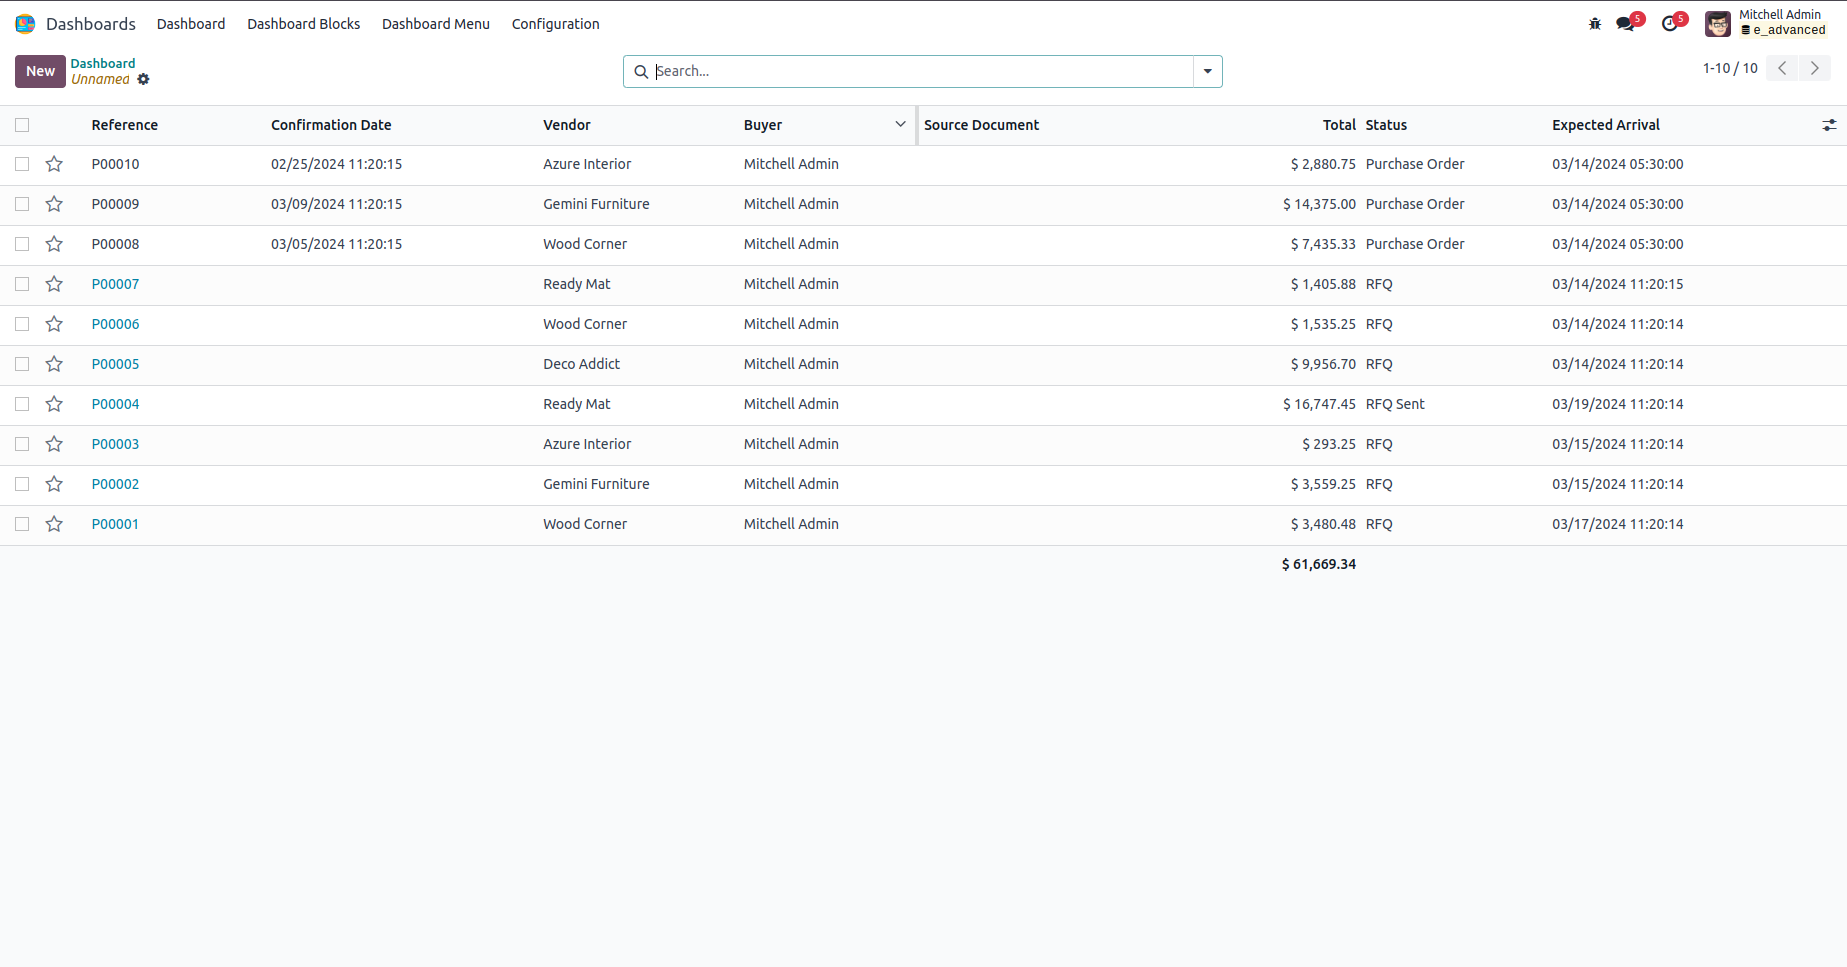 Dashboards Dashboard Dashboard Blocks Dashboard Menu Configuration 5 5 Mitchell Admin
e_advanced
New Dashboard Search... 1-10 / 10
Unnamed
Reference Confirmation Date Vendor Buyer Source Document Total Status Expected Arrival
P00010 02/25/2024 11:20:15 Azure Interior Mitchell Admin $ 2,880.75 Purchase Order 03/14/2024 05:30:00
P00009 03/09/2024 11:20:15 Gemini Furniture Mitchell Admin $ 14,375.00 Purchase Order 03/14/2024 05:30:00
P00008 03/05/2024 11:20:15 Wood Corner Mitchell Admin $ 7,435.33 Purchase Order 03/14/2024 05:30:00
P00007 Ready Mat Mitchell Admin $ 1,405.88 RFQ 03/14/2024 11:20:15
P00006 Wood Corner Mitchell Admin $ 1,535.25 RFQ 03/14/2024 11:20:14
P00005 Deco Addict Mitchell Admin $ 9,956.70 RFQ 03/14/2024 11:20:14
P00004 Ready Mat Mitchell Admin $ 16,747.45 RFQ Sent 03/19/2024 11:20:14
P00003 Azure Interior Mitchell Admin $ 293.25 RFQ 03/15/2024 11:20:14
P00002 Gemini Furniture Mitchell Admin $ 3,559.25 RFQ 03/15/2024 11:20:14
P00001 Wood Corner Mitchell Admin $ 3,480.48 RFQ 03/17/2024 11:20:14
$ 61,669.34